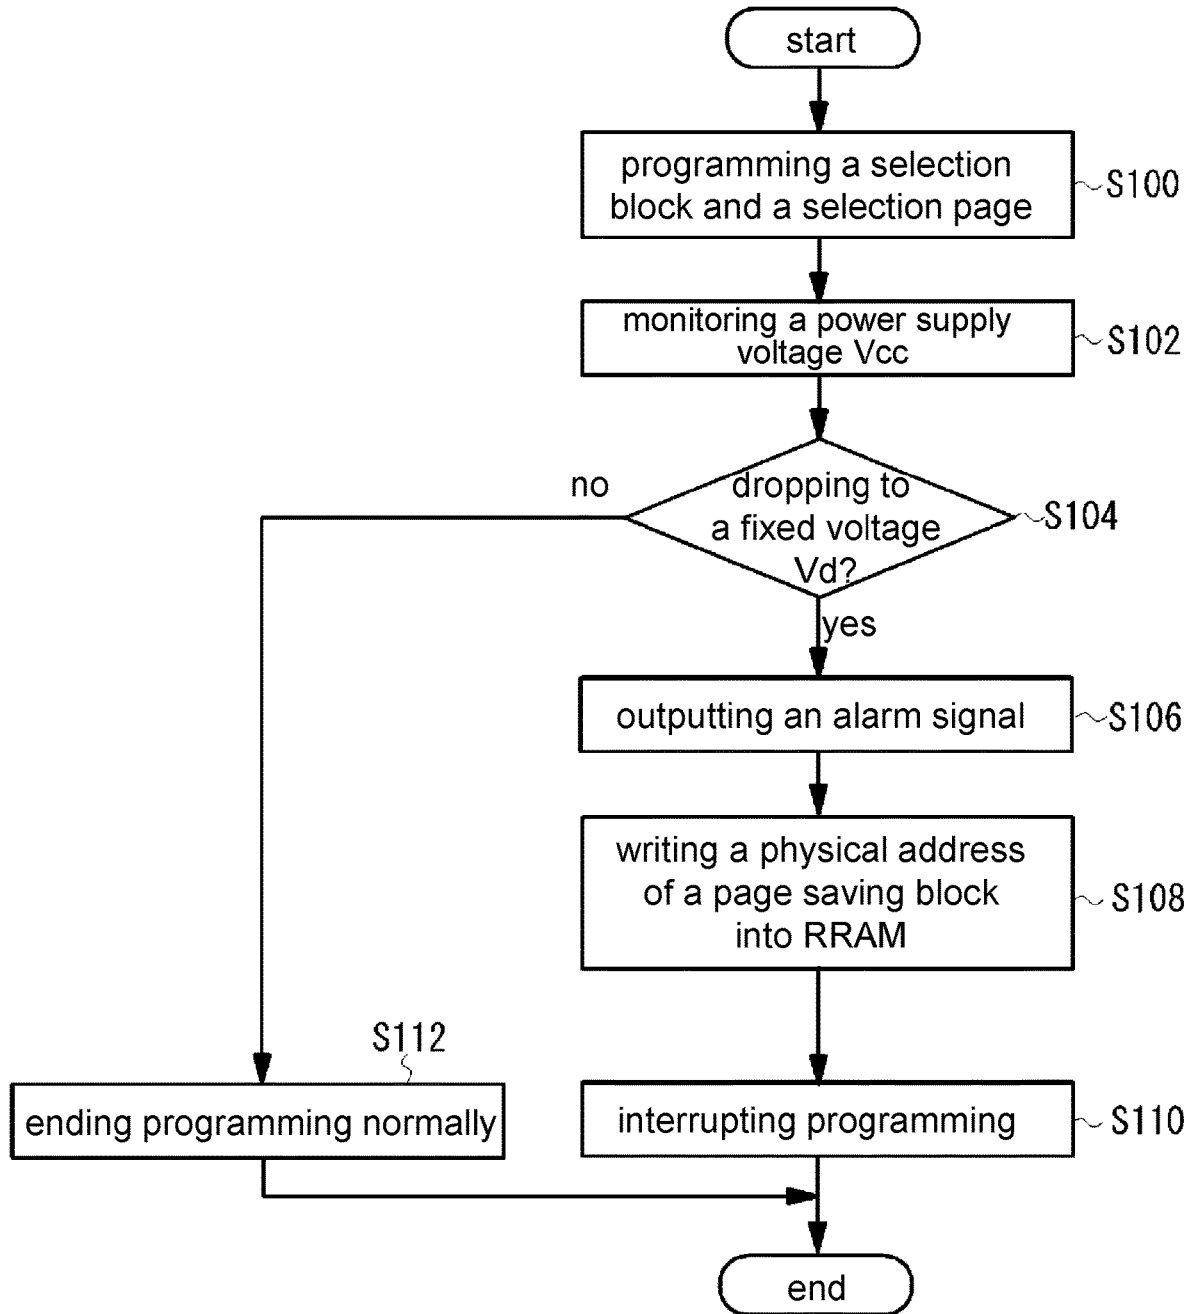 start
programming a selection
block and a selection page
S100
monitoring a power supply
voltage Vcc
S102
no
dropping to
a fixed voltage
Vd?
S104
yes
outputting an alarm signal
S106
writing a physical address
of a page saving block
into RRAM
S108
S112
ending programming normally
interrupting programming
S110
end